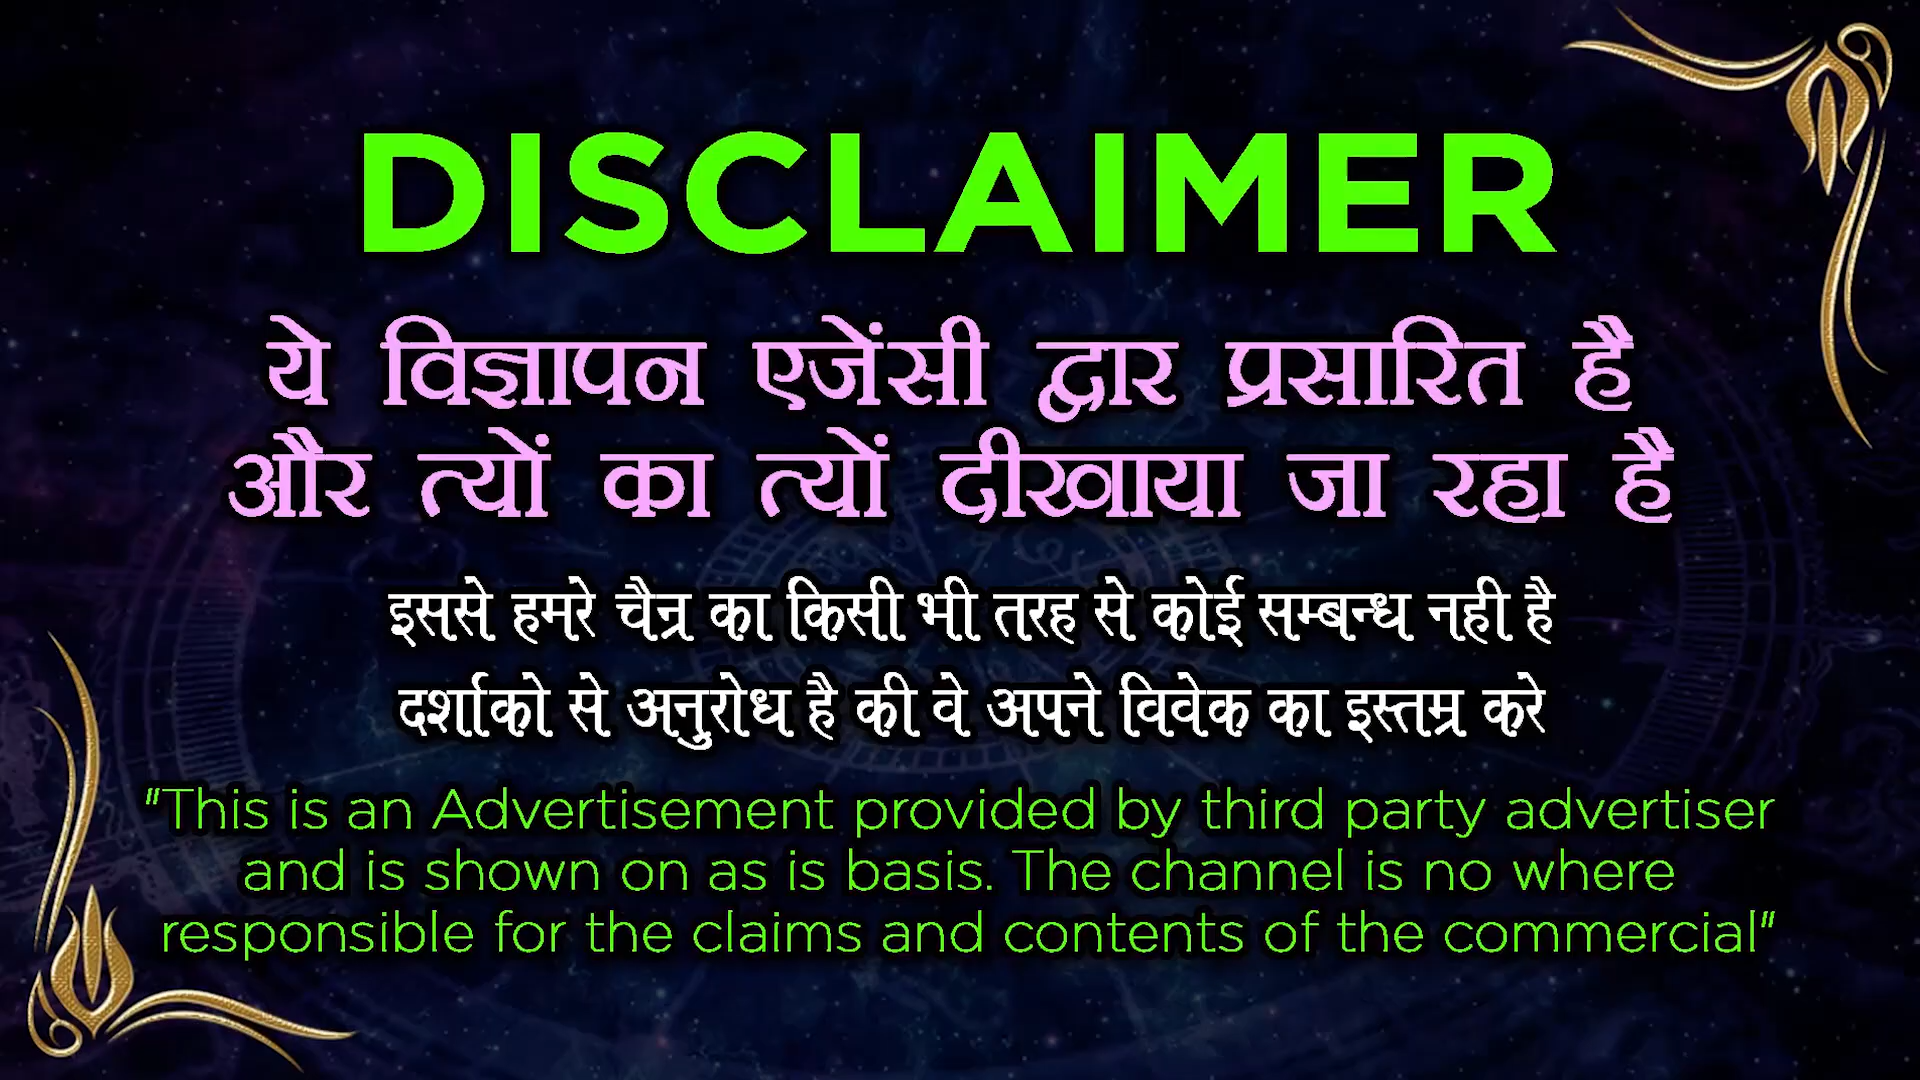 DISCLAIMER
ये विज्ञापन एजेंसी द्वार प्रसारित है
और त्यों का त्यों दीखाया जा रहा है
इससे हमरे चैन्र का किसी भी तरह से कोई सम्बन्ध नही है
दर्शाको से अनुरोध है की वे अपने विवेक का इस्तम्र करे
"This is an Advertisement provided by third party advertiser
and is shown on as is basis. The channel is no where
responsible for the claims and contents of the commercial"